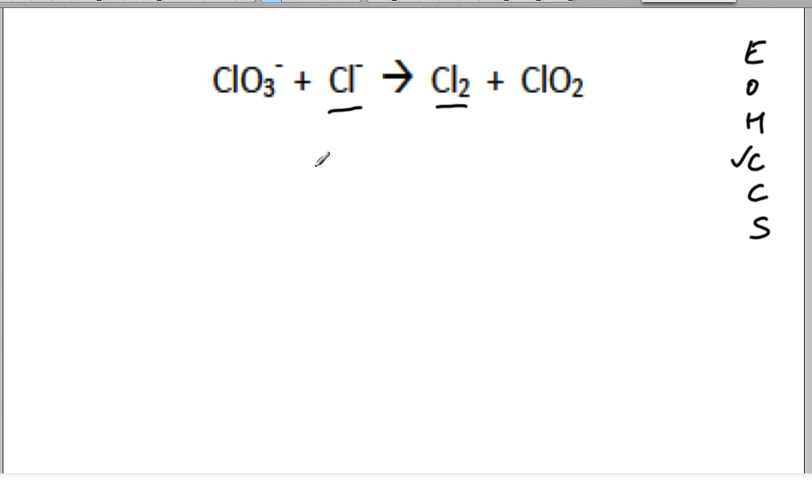 ClO₃⁻ + Cl⁻ → Cl₂ + ClO₂
E
O
M
√C
C
S